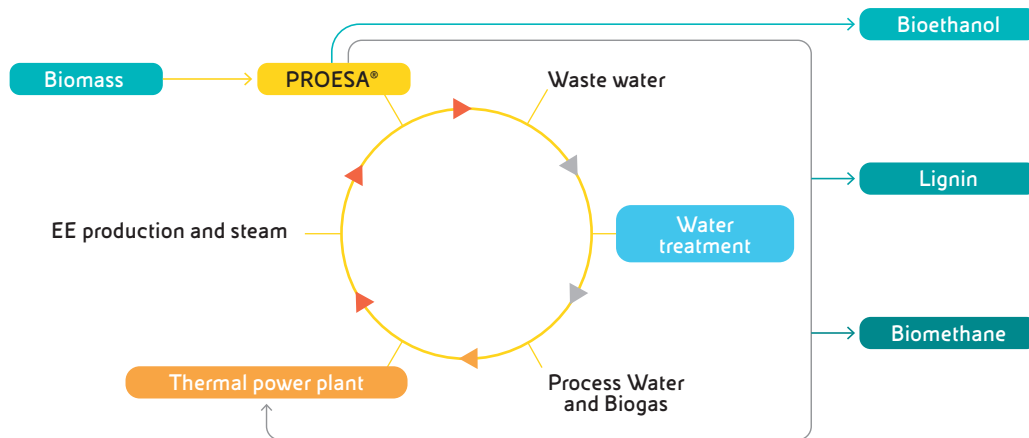 Bioethanol
Biomass
PROESA®
Waste water
Lignin
EE production and steam
Water
treatment
Biomethane
Thermal power plant
Process Water
and Biogas